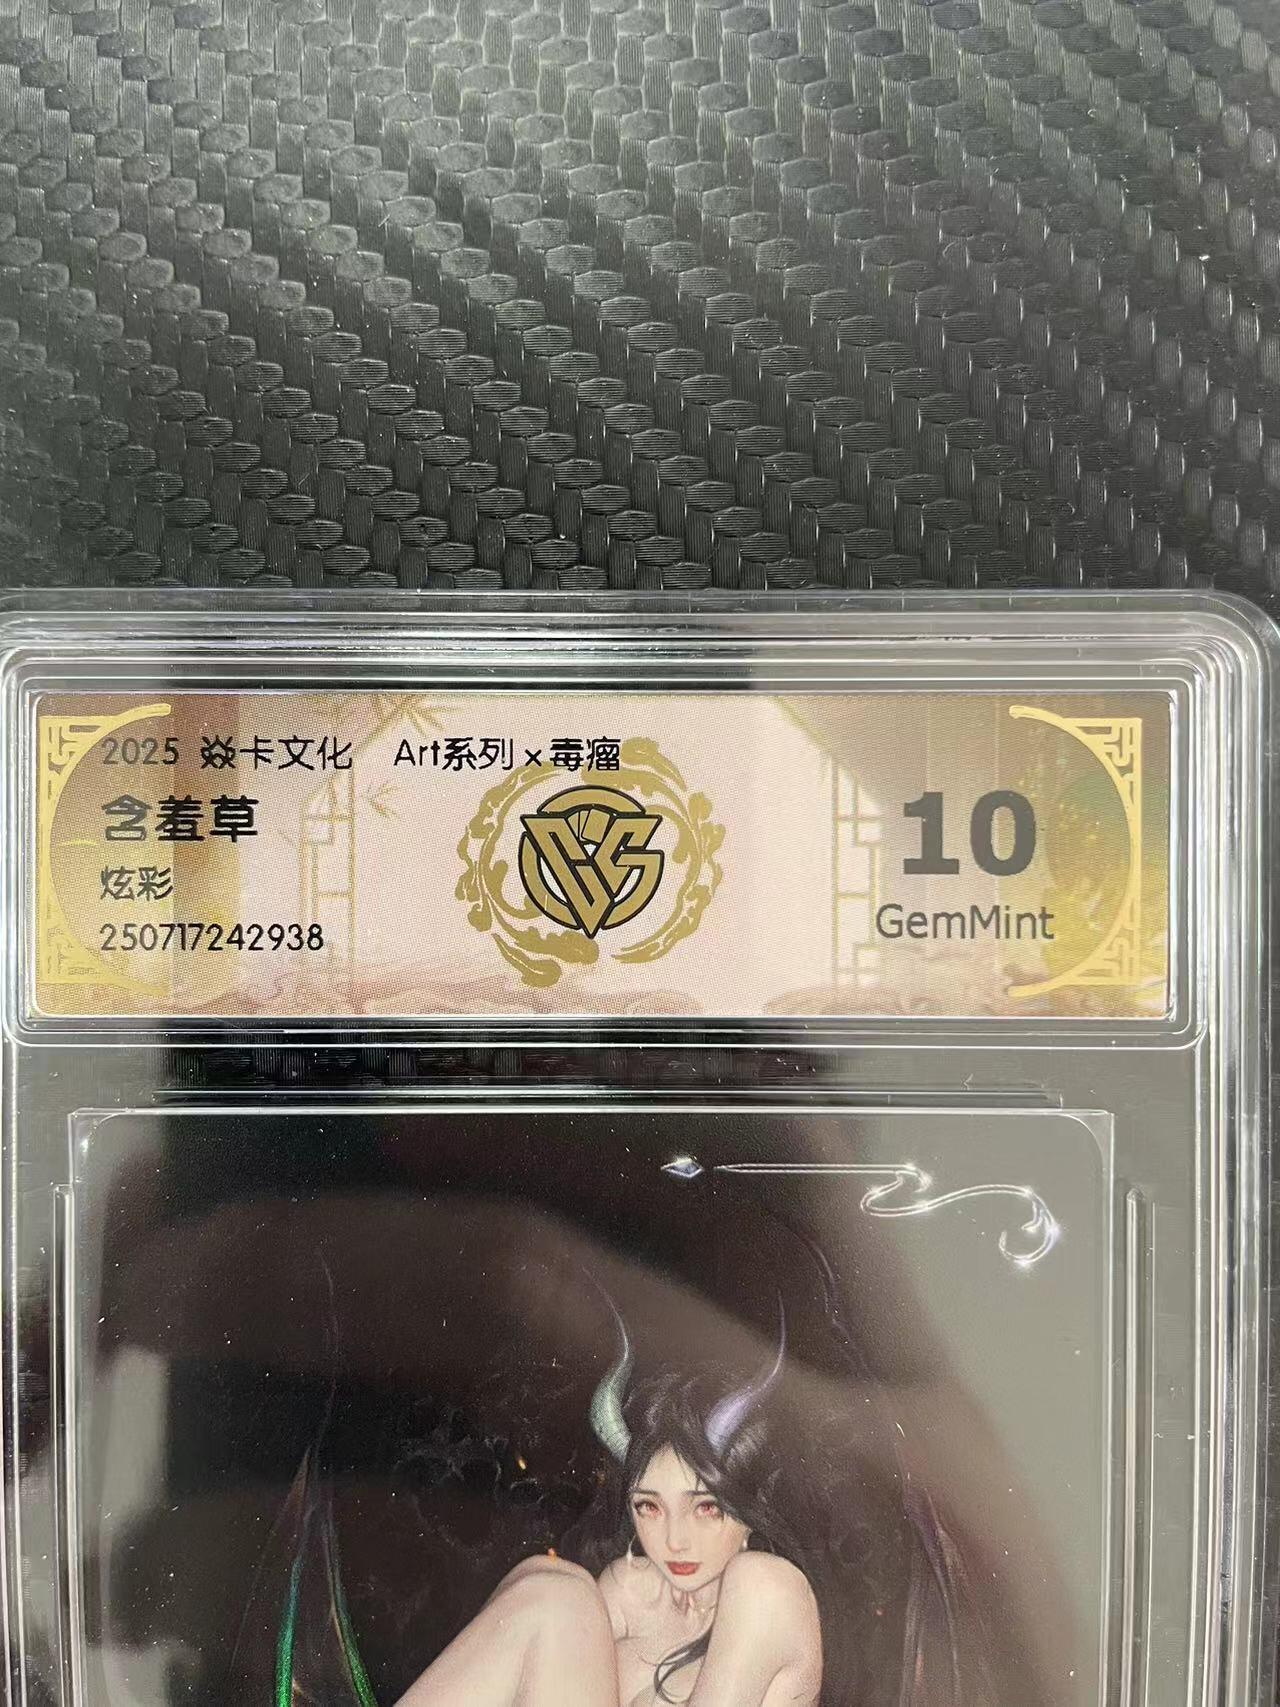 2025 焱卡文化 Art系列×毒瘤
含羞草
炫彩
250717242938
10
GemMint